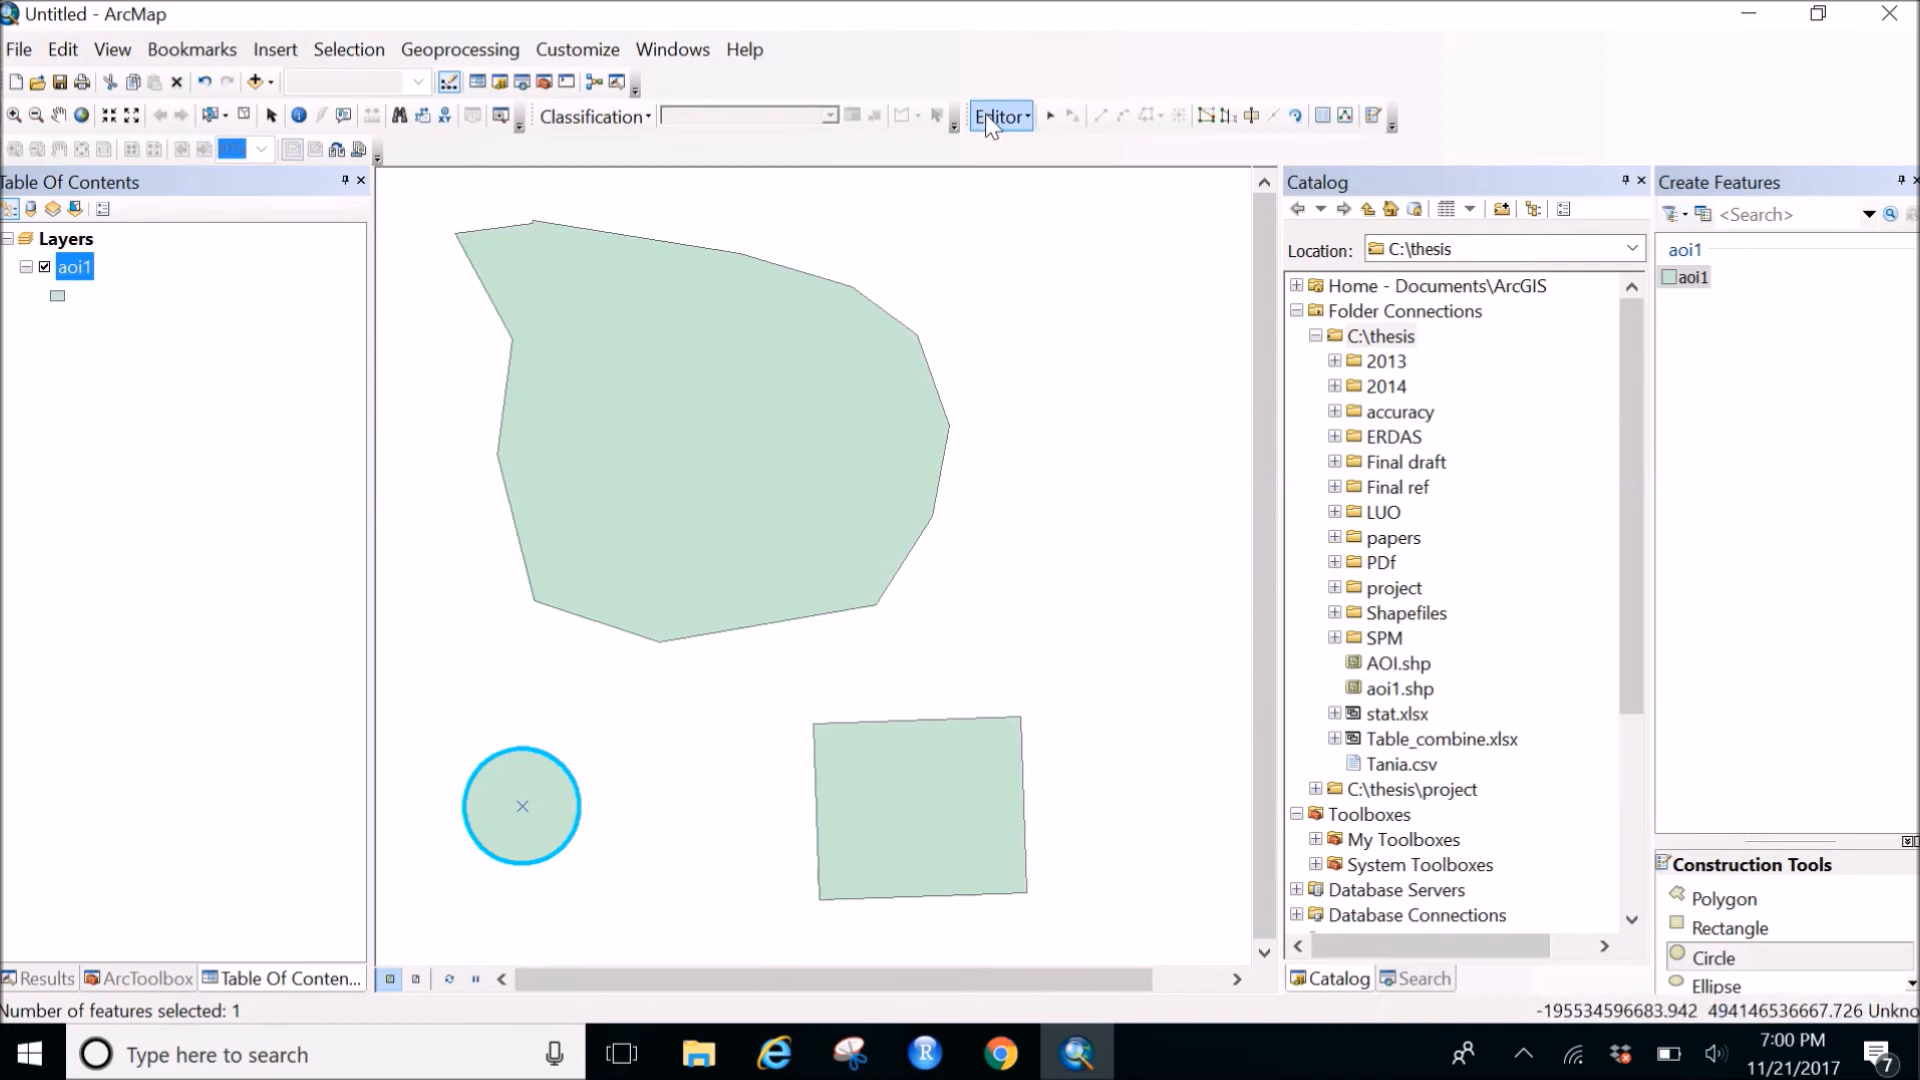 Untitled - ArcMap
File Edit View Bookmarks Insert Selection Geoprocessing Customize Windows Help
Classification Editor
Table Of Contents
Layers
aoi1
Catalog
Location: C:\thesis
Home - Documents\ArcGIS
Folder Connections
C:\thesis
2013
2014
accuracy
ERDAS
Final draft
Final ref
LUO
papers
PDf
project
Shapefiles
SPM
AOI.shp
aoi1.shp
stat.xlsx
Table_combine.xlsx
Tania.csv
C:\thesis\project
Toolboxes
My Toolboxes
System Toolboxes
Database Servers
Database Connections
Create Features
<Search>
aoi1
aoi1
Construction Tools
Polygon
Rectangle
Circle
Ellipse
Results ArcToolbox Table Of Conten...
Catalog Search
Number of features selected: 1
-195534596683.942 494146536667.726 Unkno
Type here to search
R
7:00 PM
11/21/2017
7